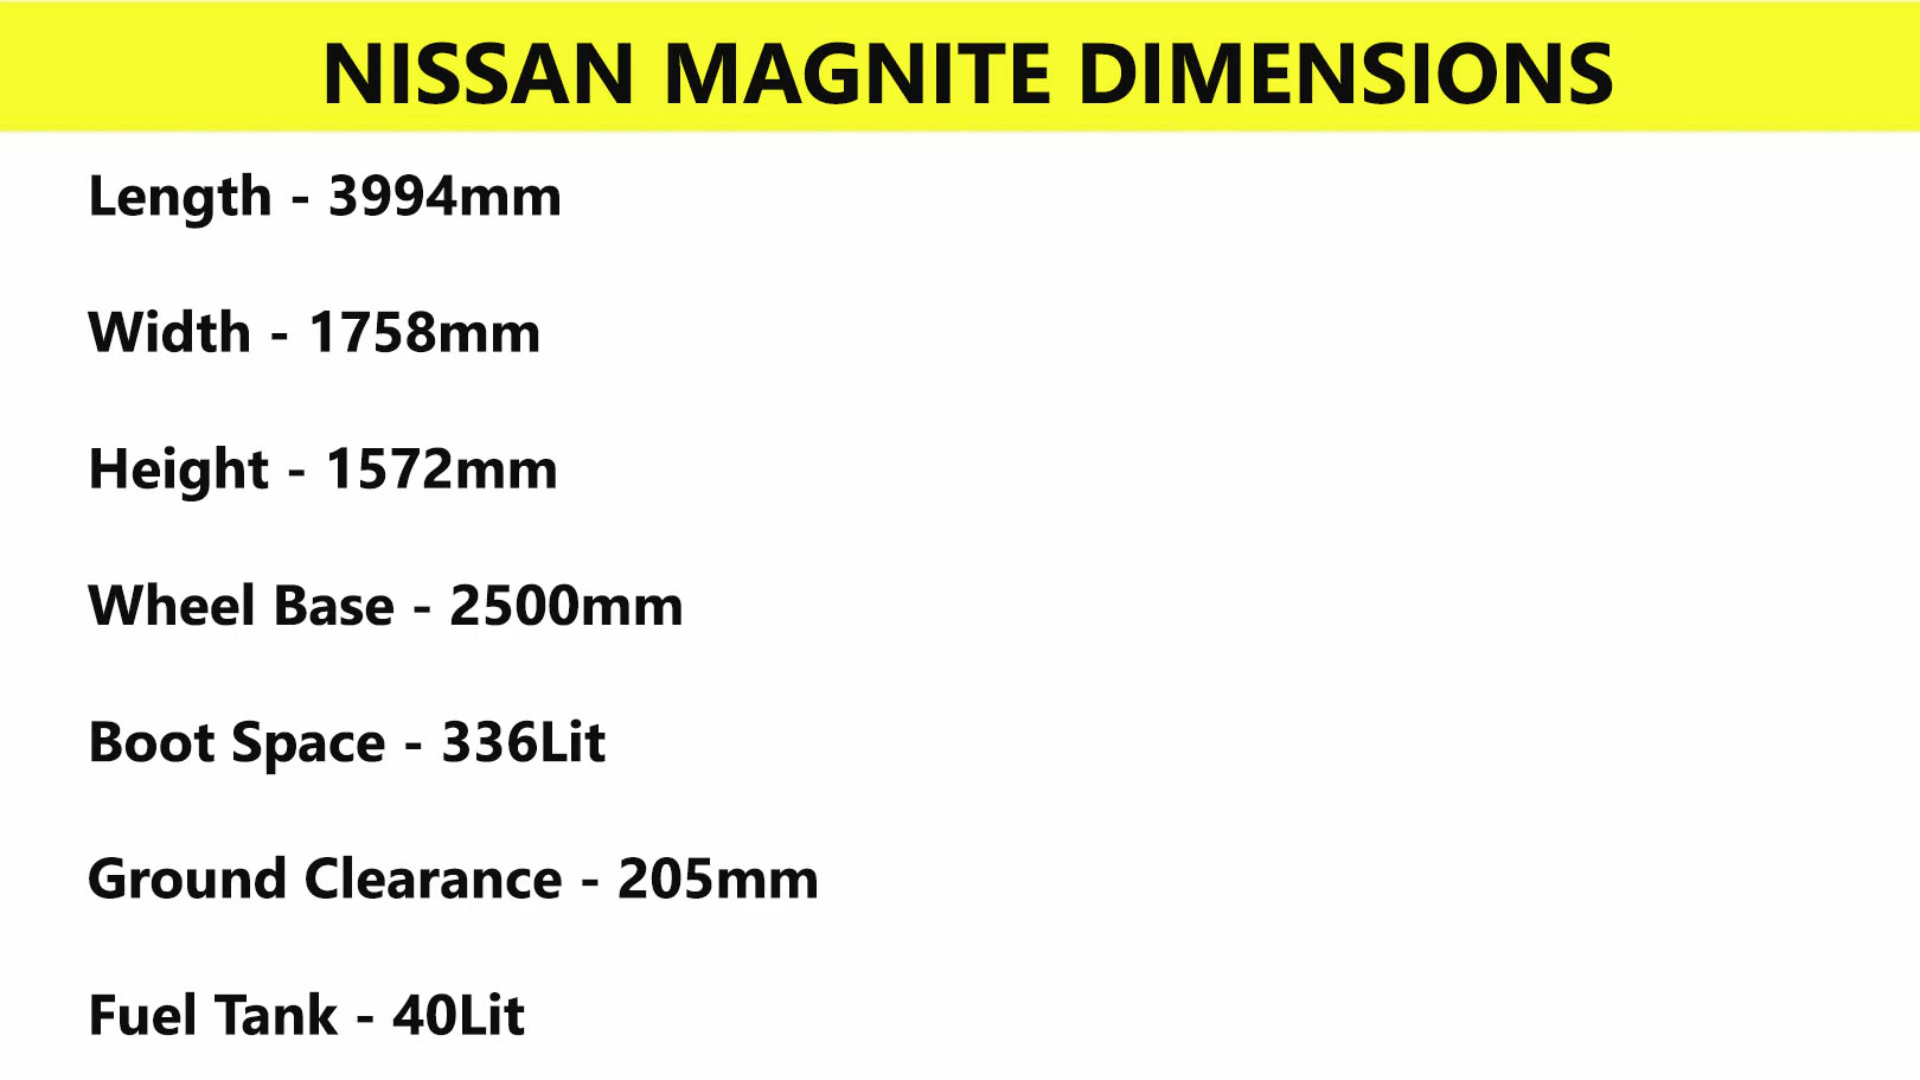 NISSAN MAGNITE DIMENSIONS
Length - 3994mm
Width - 1758mm
Height - 1572mm
Wheel Base - 2500mm
Boot Space - 336Lit
Ground Clearance - 205mm
Fuel Tank - 40Lit